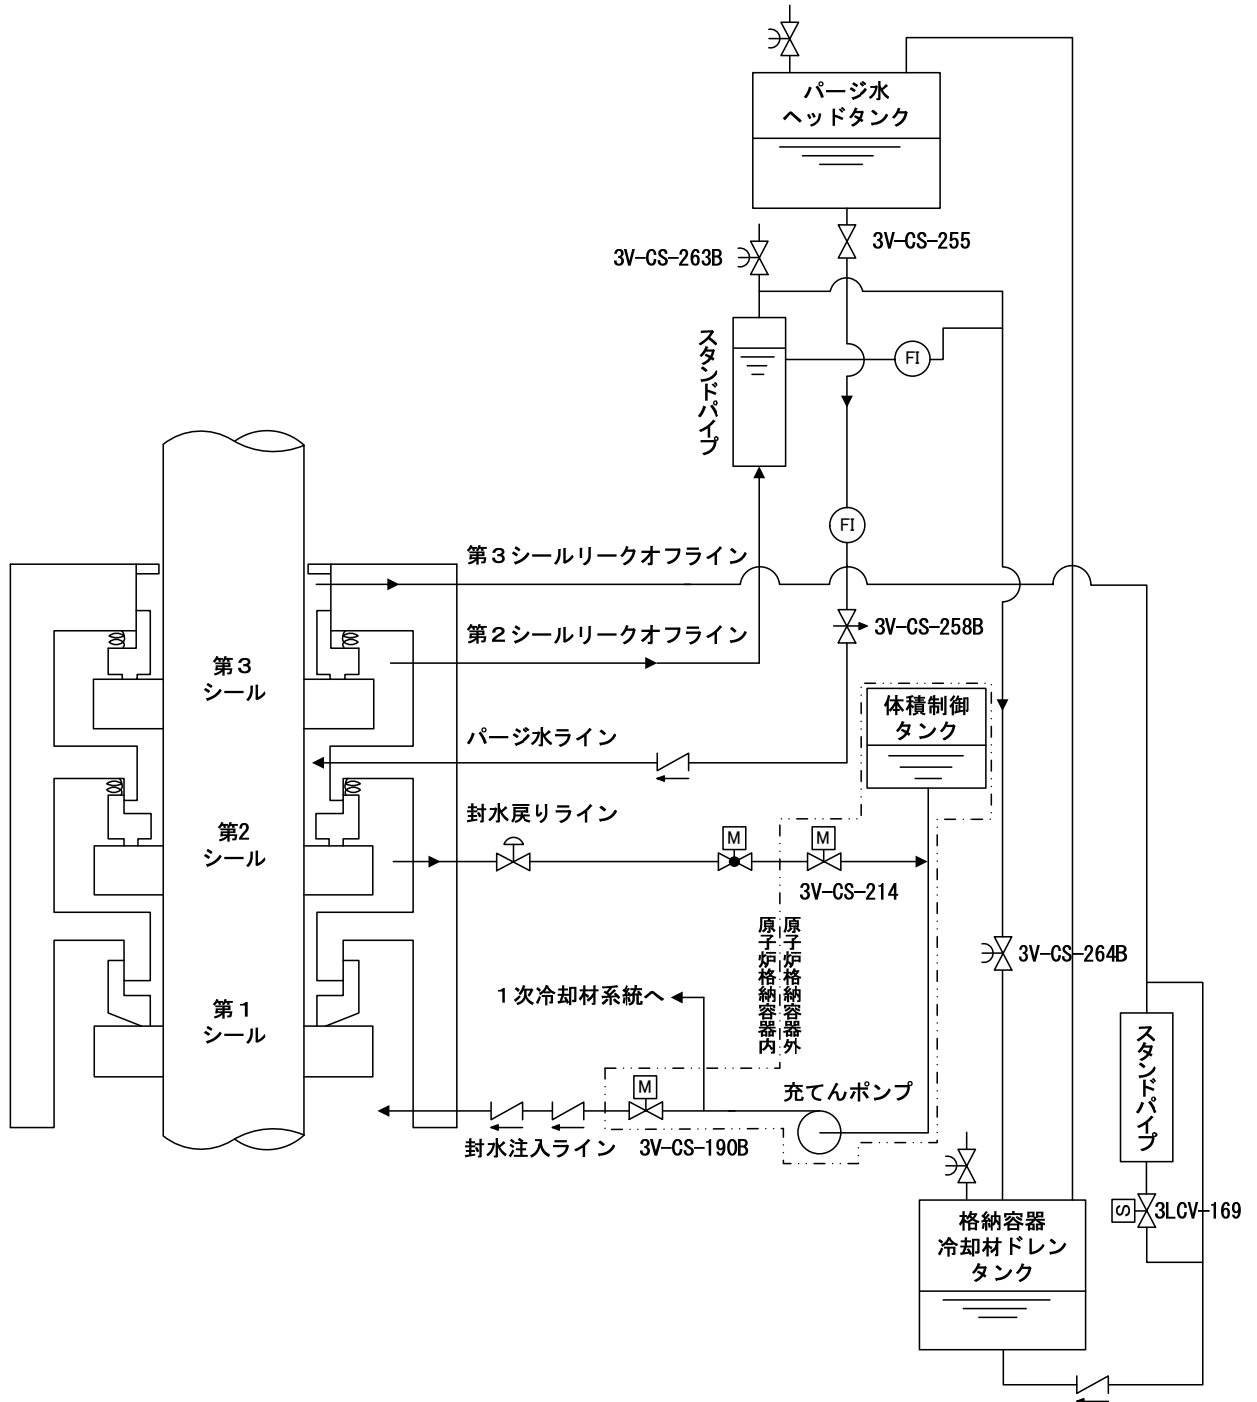 パージ水
ヘッドタンク
3V-CS-255
3V-CS-263B
スタンドパイプ
FI
FI
第3シールリークオフライン
3V-CS-258B
第2シールリークオフライン
第3
シール
体積制御
タンク
パージ水ライン
封水戻りライン
第2
シール
M
M
3V-CS-214
原子炉格納容器内
原子炉格納容器外
3V-CS-264B
1次冷却材系統へ
第1
シール
スタンドパイプ
M
充てんポンプ
封水注入ライン
3V-CS-190B
S
3LCV-169
格納容器
冷却材ドレン
タンク